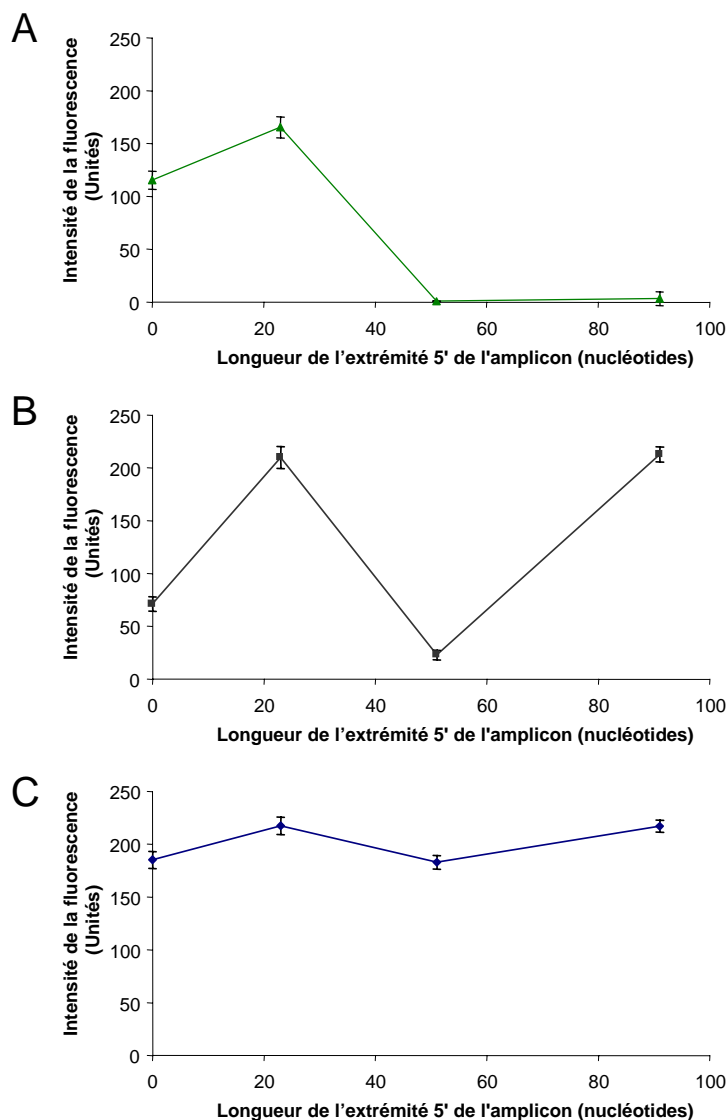 A
Intensité de la fluorescence
(Unités)
250
200
150
100
50
0
0 20 40 60 80 100
Longueur de l’extrémité 5' de l'amplicon (nucléotides)
B
Intensité de la fluorescence
(Unités)
250
200
150
100
50
0
0 20 40 60 80 100
Longueur de l’extrémité 5' de l'amplicon (nucléotides)
C
Intensité de la fluorescence
(Unités)
250
200
150
100
50
0
0 20 40 60 80 100
Longueur de l’extrémité 5' de l'amplicon (nucléotides)